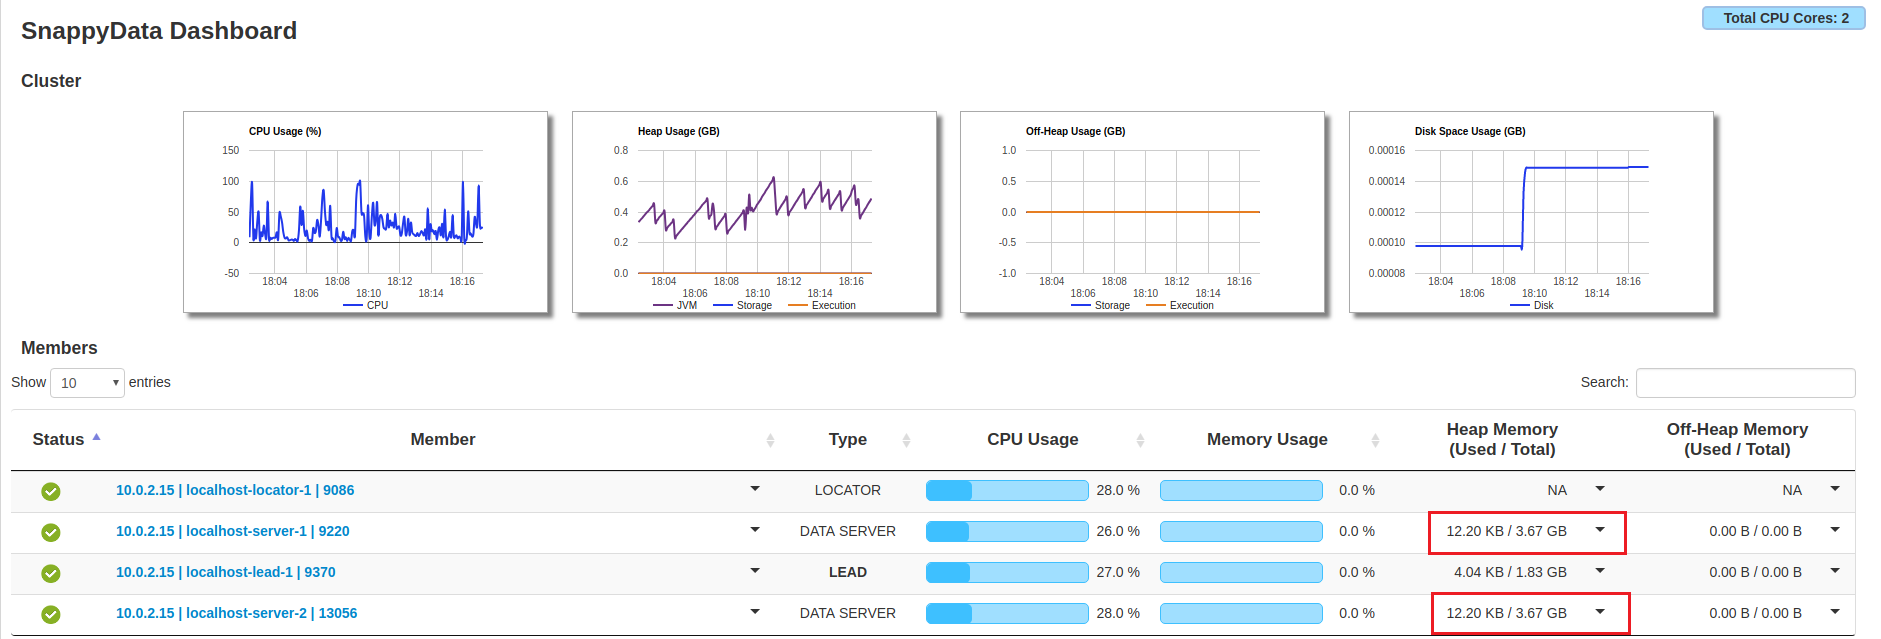 SnappyData Dashboard
Total CPU Cores: 2
Cluster
CPU Usage (%)
150
100
50
0
-50
18:04 18:08 18:12 18:16
18:06 18:10 18:14
CPU
Heap Usage (GB)
0.8
0.6
0.4
0.2
0.0
18:04 18:08 18:12 18:16
18:06 18:10 18:14
JVM Storage Execution
Off-Heap Usage (GB)
1.0
0.5
0.0
-0.5
-1.0
18:04 18:08 18:12 18:16
18:06 18:10 18:14
Storage Execution
Disk Space Usage (GB)
0.00016
0.00014
0.00012
0.00010
0.00008
18:04 18:08 18:12 18:16
18:06 18:10 18:14
Disk
Members
Show 10 entries
Search:
Status Member Type CPU Usage Memory Usage Heap Memory (Used / Total) Off-Heap Memory (Used / Total)
10.0.2.15 | localhost-locator-1 | 9086 LOCATOR 28.0 % 0.0 % NA NA
10.0.2.15 | localhost-server-1 | 9220 DATA SERVER 26.0 % 0.0 % 12.20 KB / 3.67 GB 0.00 B / 0.00 B
10.0.2.15 | localhost-lead-1 | 9370 LEAD 27.0 % 0.0 % 4.04 KB / 1.83 GB 0.00 B / 0.00 B
10.0.2.15 | localhost-server-2 | 13056 DATA SERVER 28.0 % 0.0 % 12.20 KB / 3.67 GB 0.00 B / 0.00 B